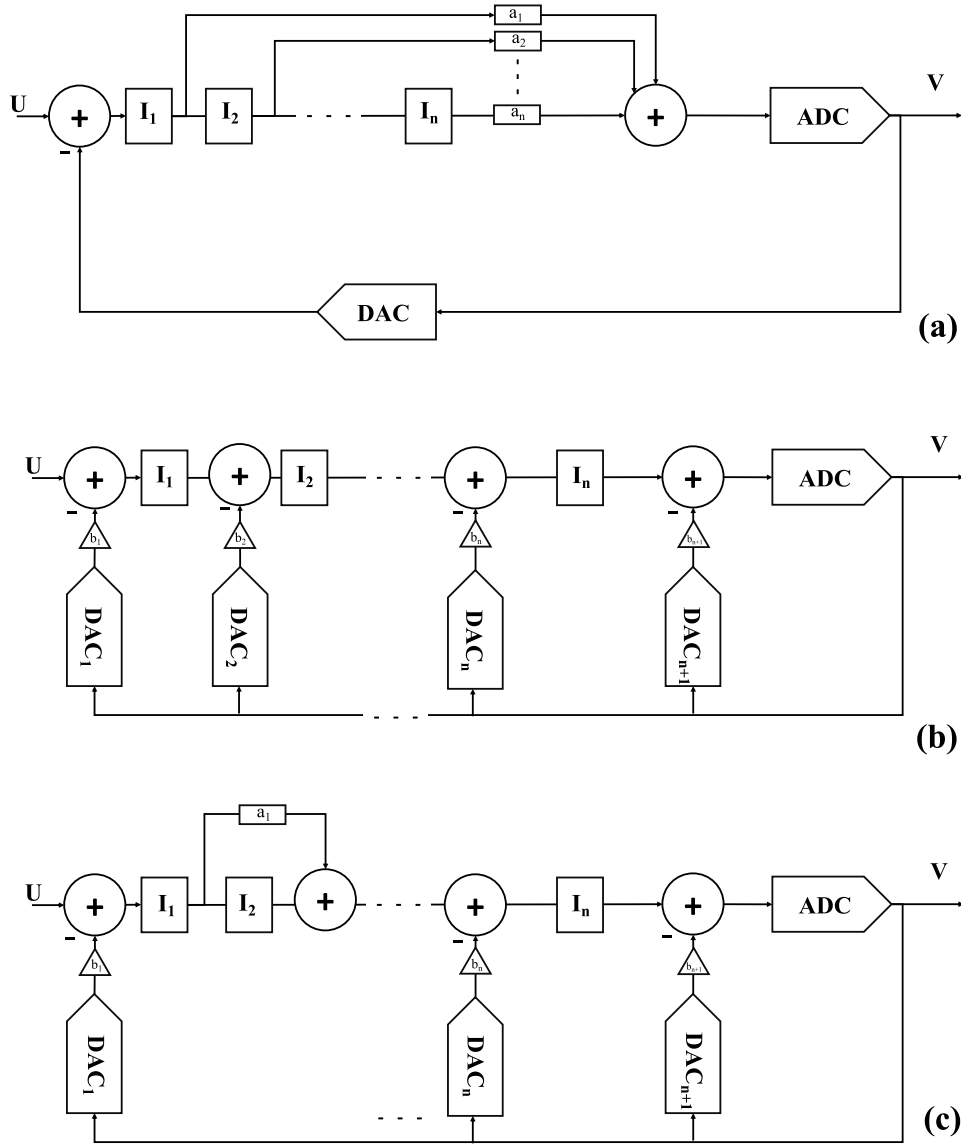 a₁
a₂
U + I₁ I₂ Iₙ aₙ + ADC V
−
DAC
(a)
U + I₁ + I₂ + Iₙ + ADC V
− − − −
b₁ b₂ bₙ bₙ₊₁
DAC₁ DAC₂ DACₙ DACₙ₊₁
(b)
a₁
U + I₁ I₂ + + Iₙ + ADC V
− − −
b₁ bₙ bₙ₊₁
DAC₁ DACₙ DACₙ₊₁
(c)